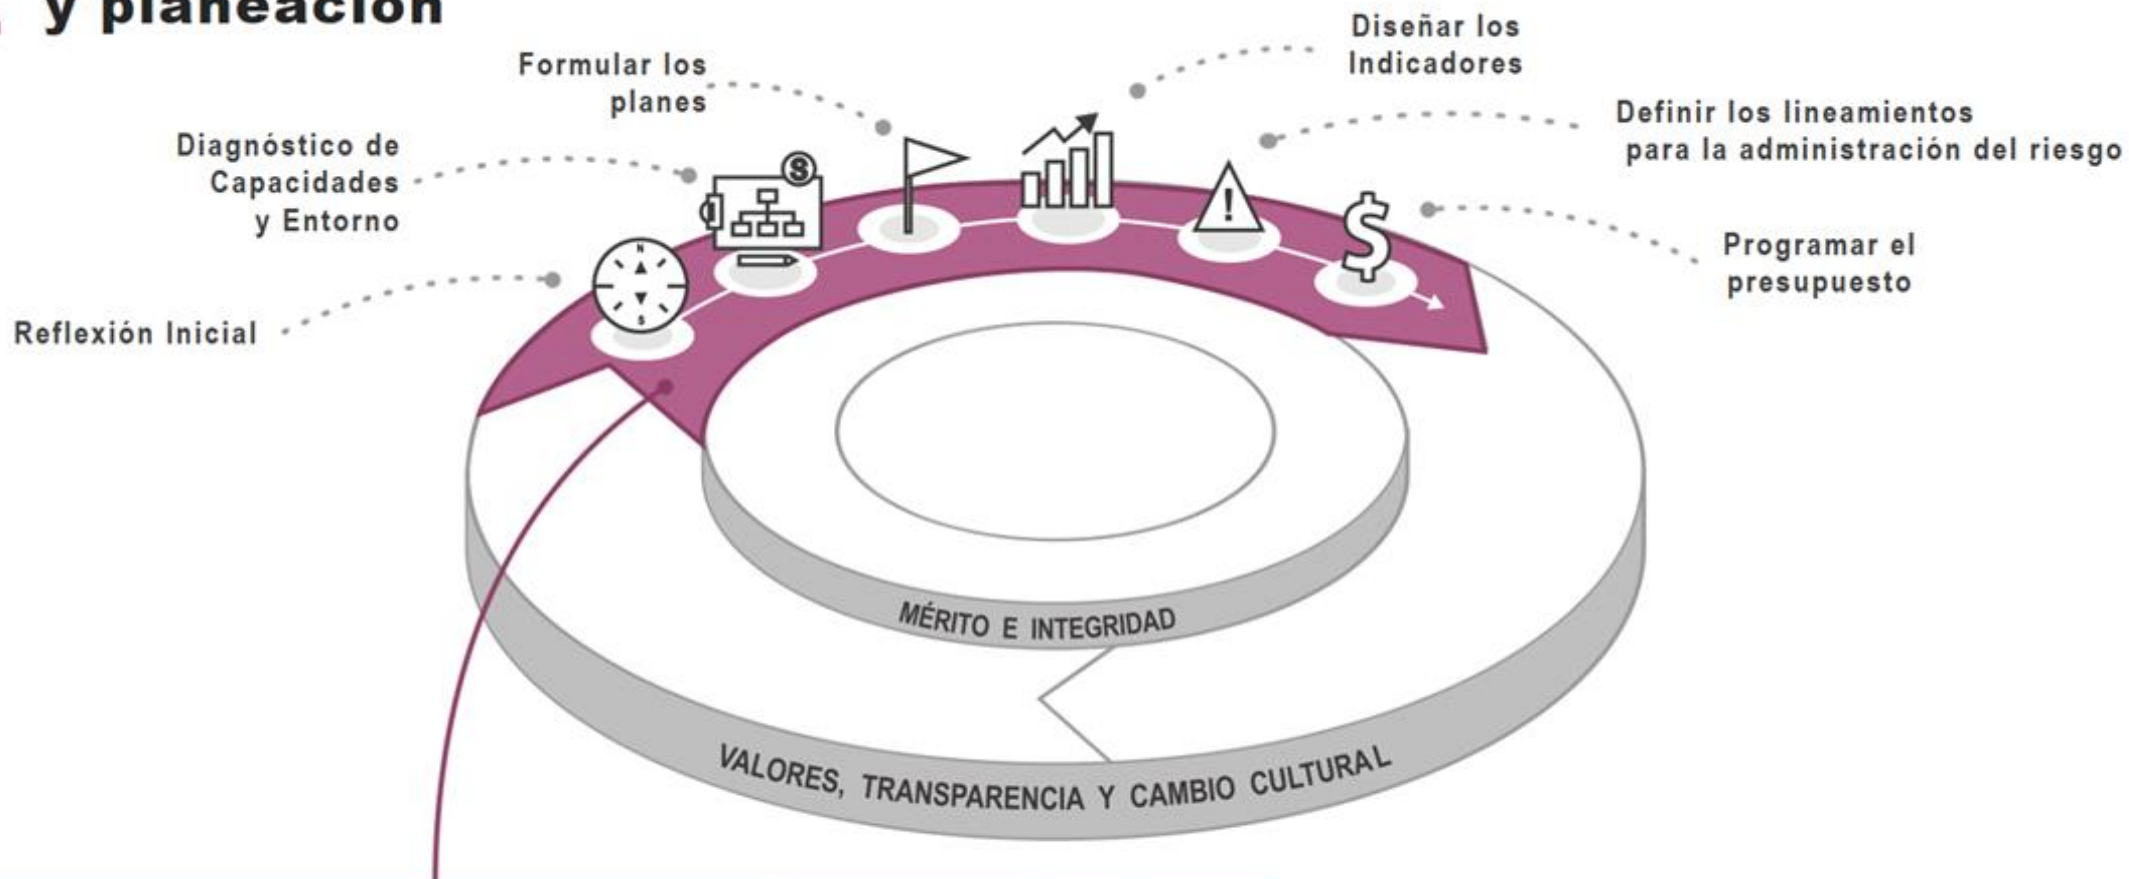 y planeación
Diseñar los
Indicadores
Formular los
planes
Definir los lineamientos
para la administración del riesgo
Diagnóstico de
Capacidades
y Entorno
Programar el
presupuesto
Reflexión Inicial
S
N
!
$
S
MÉRITO E INTEGRIDAD
VALORES, TRANSPARENCIA Y CAMBIO CULTURAL